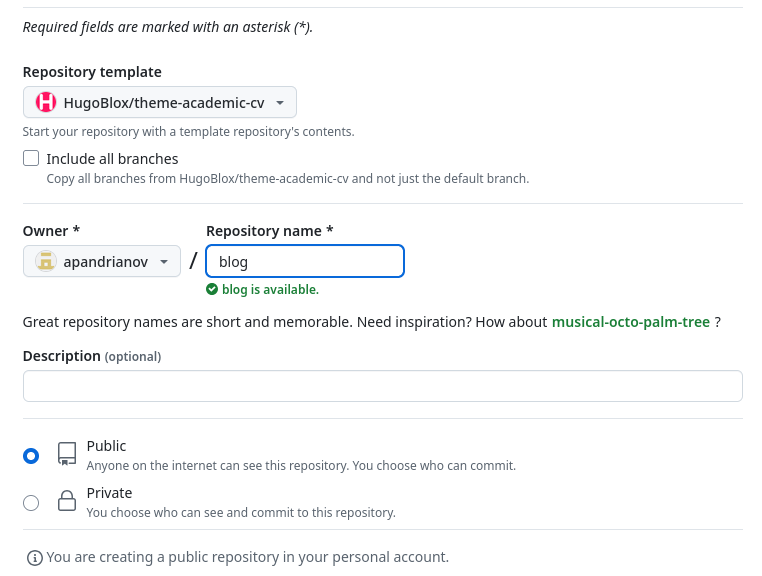 Required fields are marked with an asterisk (*).
Repository template
HugoBlox/theme-academic-cv
Start your repository with a template repository's contents.
Include all branches
Copy all branches from HugoBlox/theme-academic-cv and not just the default branch.
Owner * Repository name *
apandrianov / blog
blog is available.
Great repository names are short and memorable. Need inspiration? How about musical-octo-palm-tree ?
Description (optional)
Public
Anyone on the internet can see this repository. You choose who can commit.
Private
You choose who can see and commit to this repository.
You are creating a public repository in your personal account.